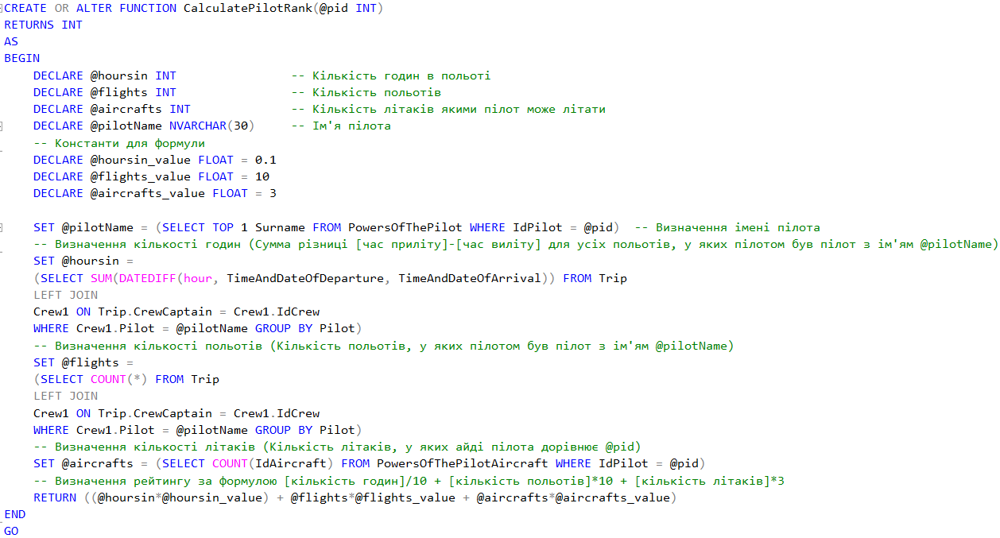 CREATE OR ALTER FUNCTION CalculatePilotRank(@pid INT)
RETURNS INT
AS
BEGIN
DECLARE @hoursin INT -- Кількість годин в польоті
DECLARE @flights INT -- Кількість польотів
DECLARE @aircrafts INT -- Кількість літаків якими пілот може літати
DECLARE @pilotName NVARCHAR(30) -- Ім'я пілота
-- Константи для формули
DECLARE @hoursin_value FLOAT = 0.1
DECLARE @flights_value FLOAT = 10
DECLARE @aircrafts_value FLOAT = 3
SET @pilotName = (SELECT TOP 1 Surname FROM PowersOfThePilot WHERE IdPilot = @pid) -- Визначення імені пілота
-- Визначення кількості годин (Сумма різниці [час приліту]-[час виліту] для усіх польотів, у яких пілотом був пілот з ім'ям @pilotName)
SET @hoursin =
(SELECT SUM(DATEDIFF(hour, TimeAndDateOfDeparture, TimeAndDateOfArrival)) FROM Trip
LEFT JOIN
Crew1 ON Trip.CrewCaptain = Crew1.IdCrew
WHERE Crew1.Pilot = @pilotName GROUP BY Pilot)
-- Визначення кількості польотів (Кількість польотів, у яких пілотом був пілот з ім'ям @pilotName)
SET @flights =
(SELECT COUNT(*) FROM Trip
LEFT JOIN
Crew1 ON Trip.CrewCaptain = Crew1.IdCrew
WHERE Crew1.Pilot = @pilotName GROUP BY Pilot)
-- Визначення кількості літаків (Кількість літаків, у яких айді пілота дорівнює @pid)
SET @aircrafts = (SELECT COUNT(IdAircraft) FROM PowersOfThePilotAircraft WHERE IdPilot = @pid)
-- Визначення рейтингу за формулою [кількість годин]/10 + [кількість польотів]*10 + [кількість літаків]*3
RETURN ((@hoursin*@hoursin_value) + @flights*@flights_value + @aircrafts*@aircrafts_value)
END
GO